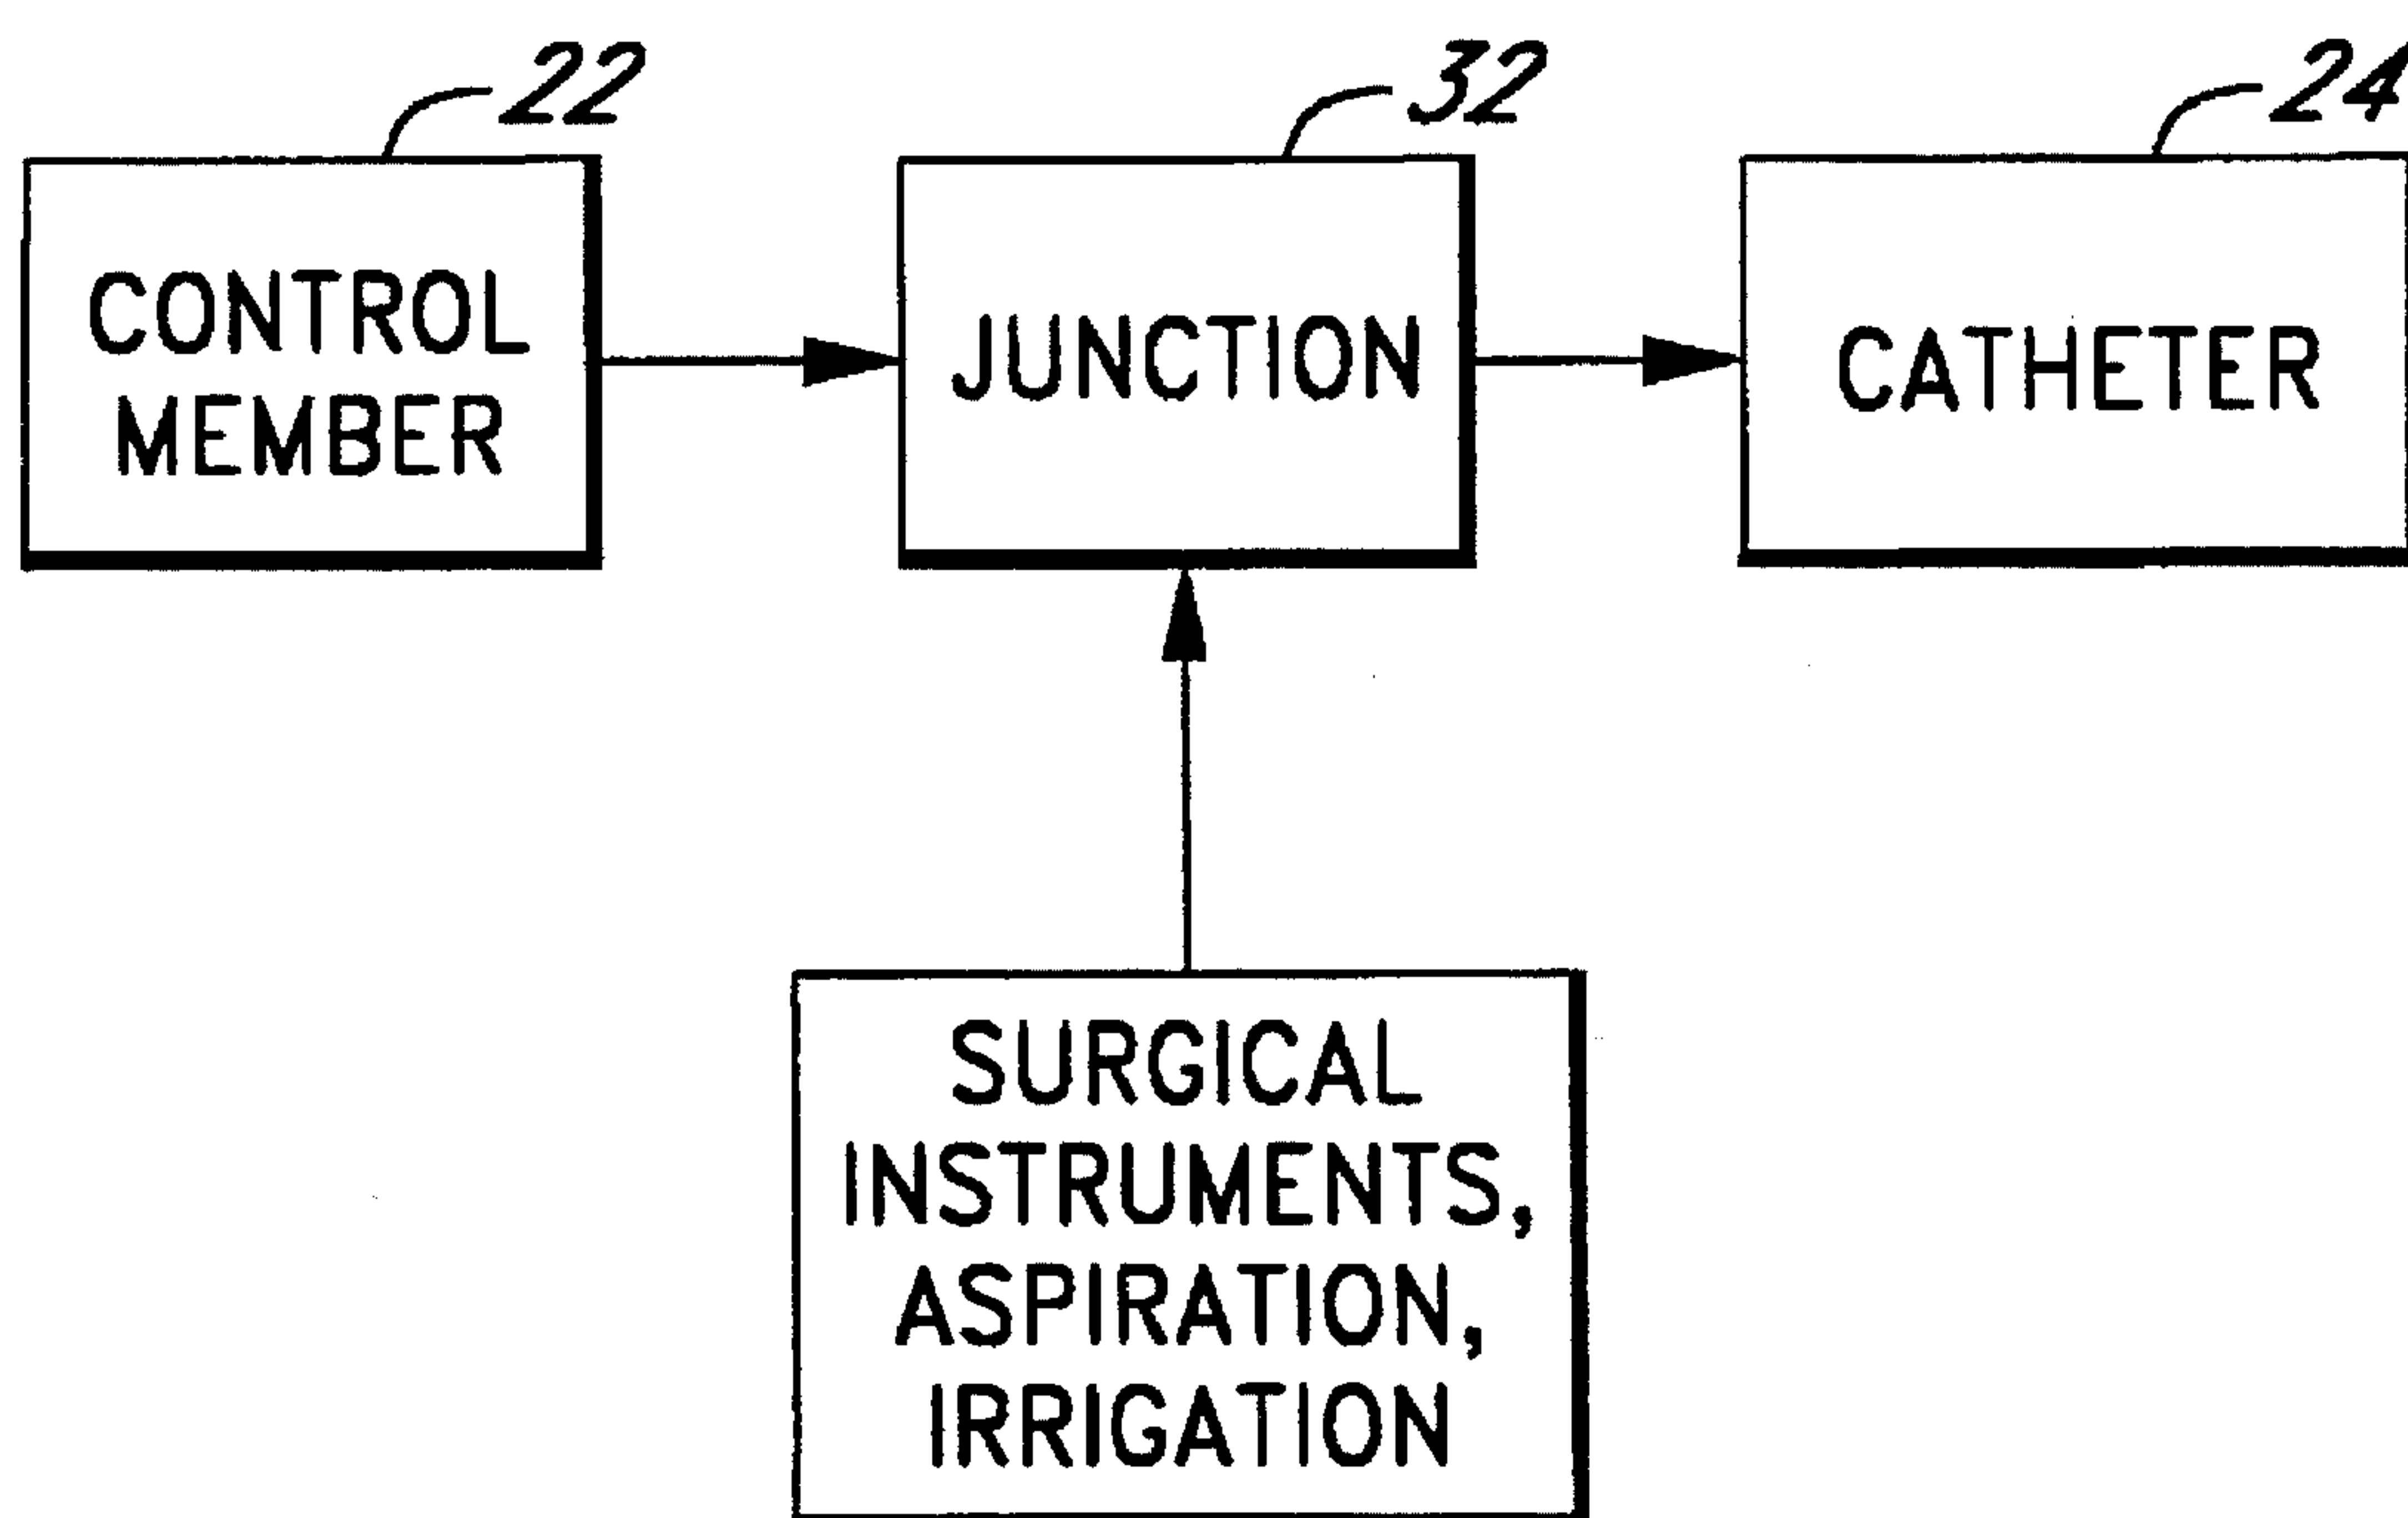 22
32
24
CONTROL
MEMBER
JUNCTION
CATHETER
SURGICAL
INSTRUMENTS,
ASPIRATION,
IRRIGATION